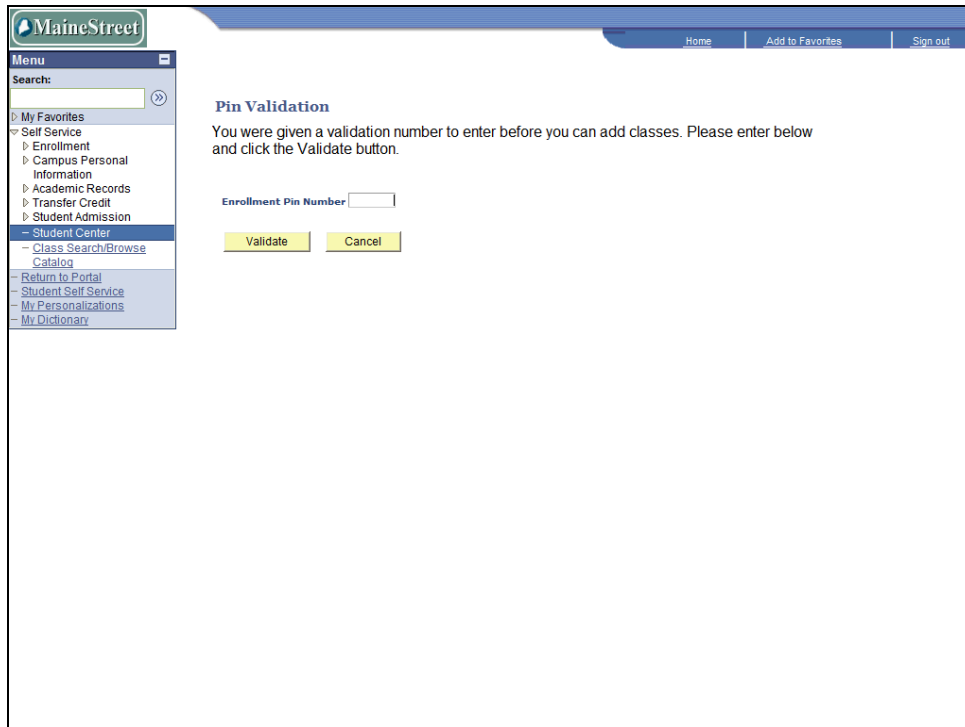 MaineStreet
Home
Add to Favorites
Sign out
Menu
Search:
My Favorites
Self Service
Enrollment
Campus Personal
Information
Academic Records
Transfer Credit
Student Admission
Student Center
Class Search/Browse
Catalog
Return to Portal
Student Self Service
My Personalizations
My Dictionary
Pin Validation
You were given a validation number to enter before you can add classes. Please enter below
and click the Validate button.
Enrollment Pin Number
Validate
Cancel